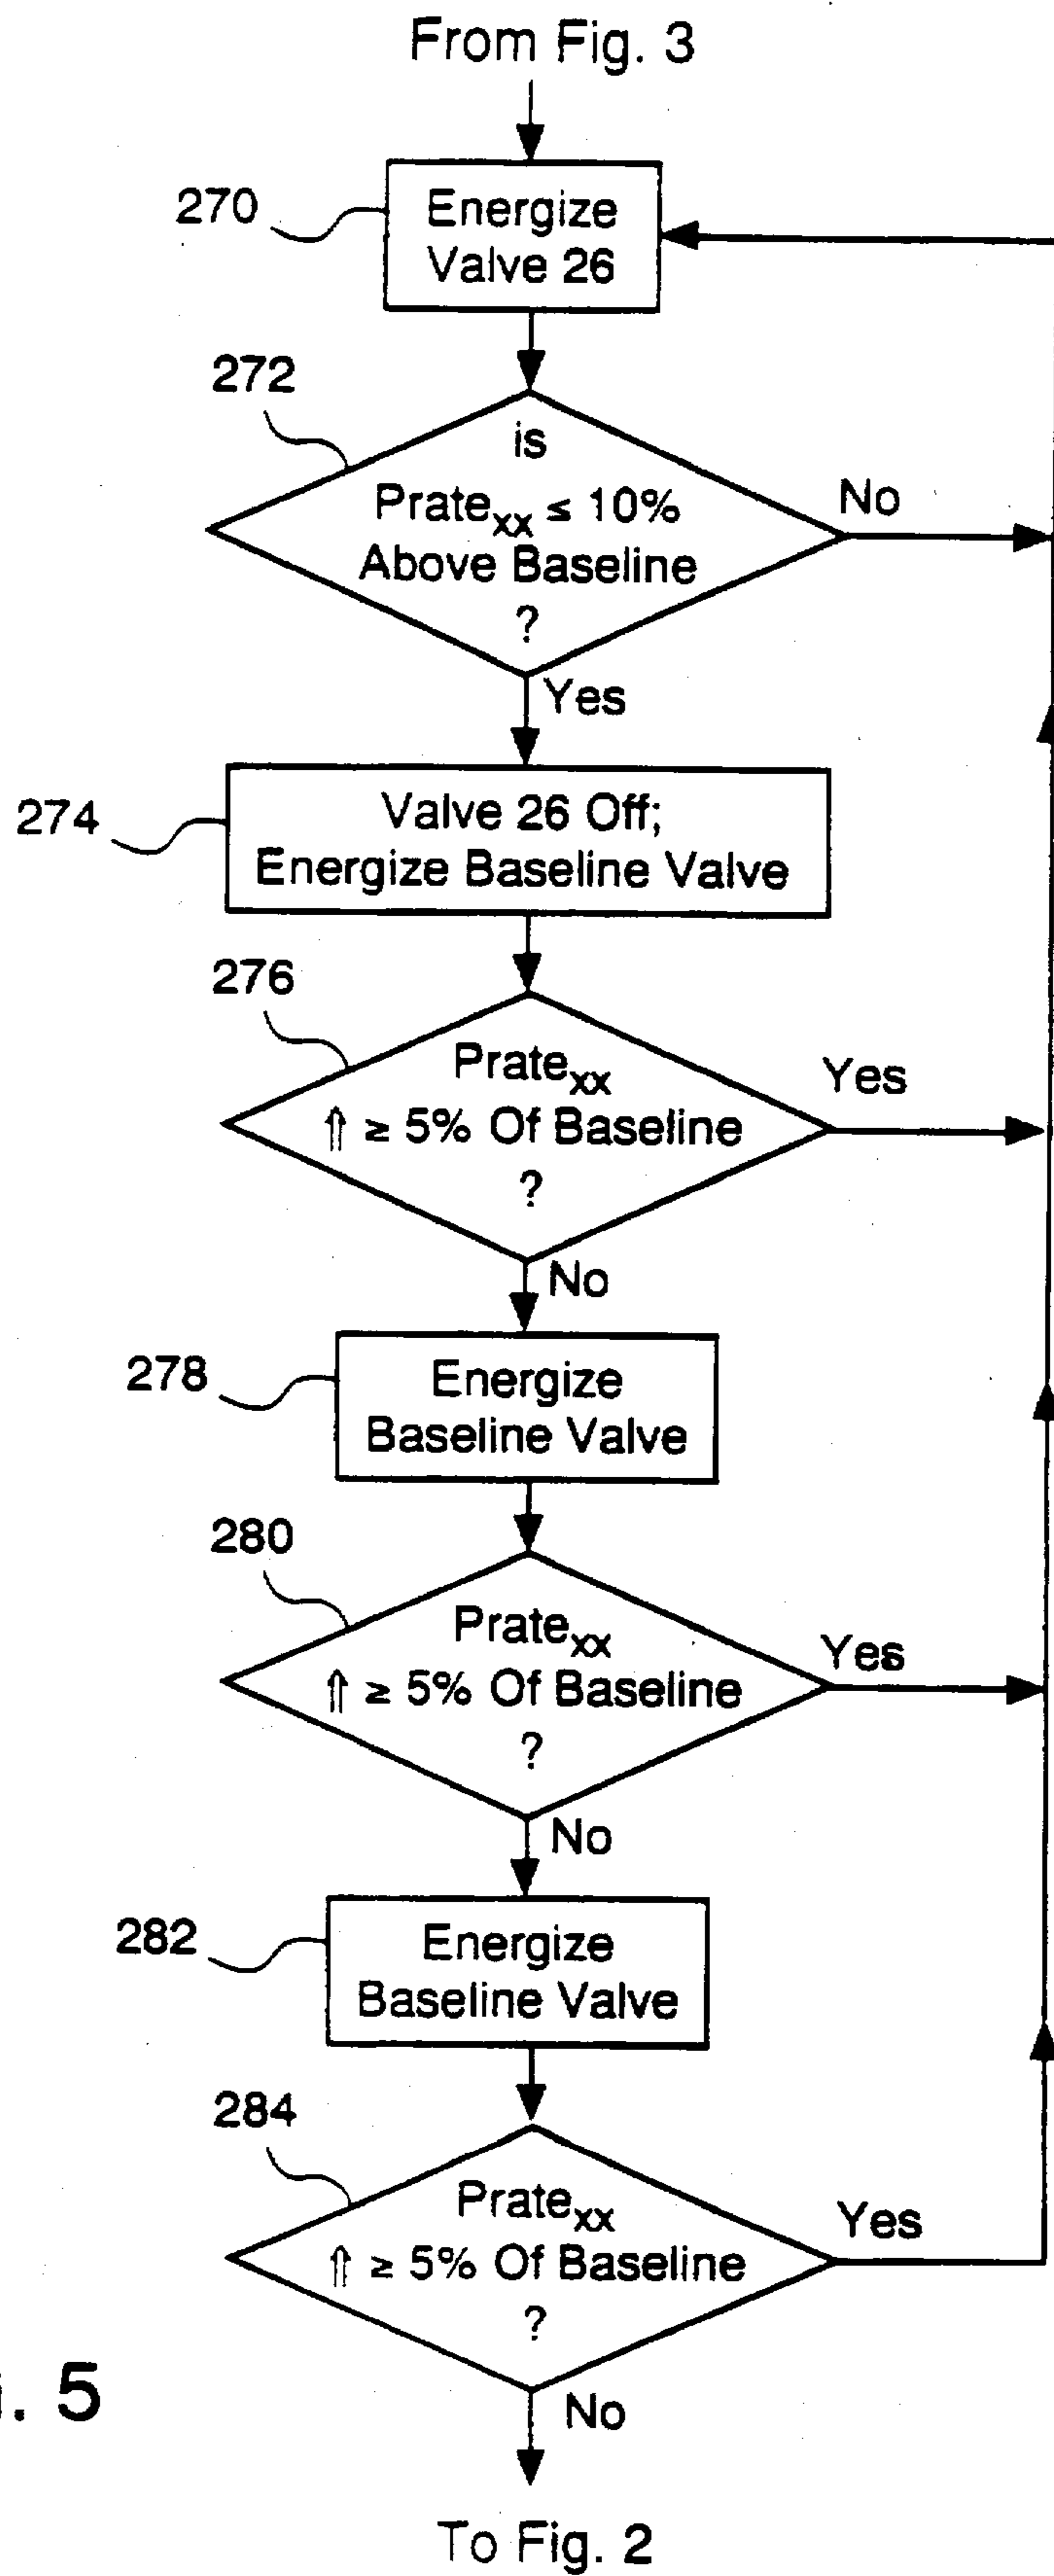 From Fig. 3
270
Energize
Valve 26
272
is
Prate_xx ≤ 10%
Above Baseline
?
No
Yes
274
Valve 26 Off;
Energize Baseline Valve
276
Prate_xx
⇑ ≥ 5% Of Baseline
?
Yes
No
278
Energize
Baseline Valve
280
Prate_xx
⇑ ≥ 5% Of Baseline
?
Yes
No
282
Energize
Baseline Valve
284
Prate_xx
⇑ ≥ 5% Of Baseline
?
Yes
No
. 5
To Fig. 2